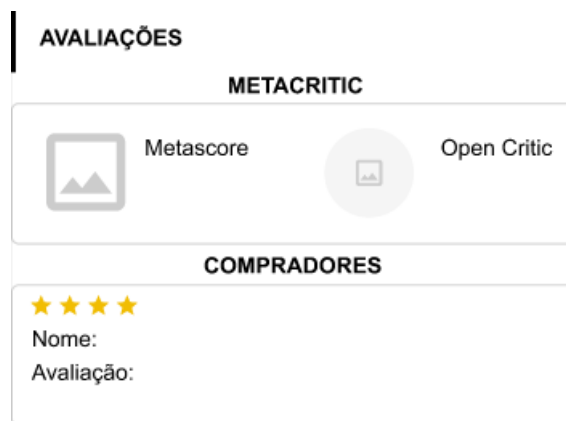 AVALIAÇÕES
METACRITIC
Metascore
Open Critic
COMPRADORES
Nome:
Avaliação: